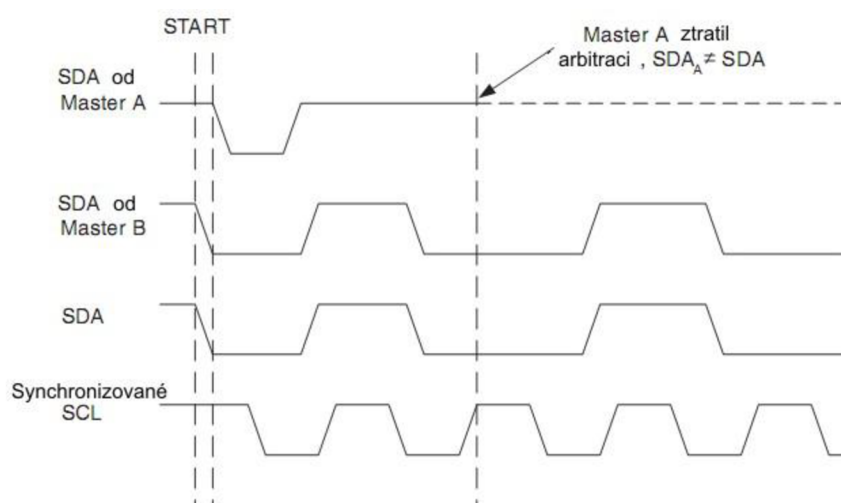 START
Master A ztratil
arbitraci , SDA_A ≠ SDA
SDA od
Master A
SDA od
Master B
SDA
Synchronizované
SCL